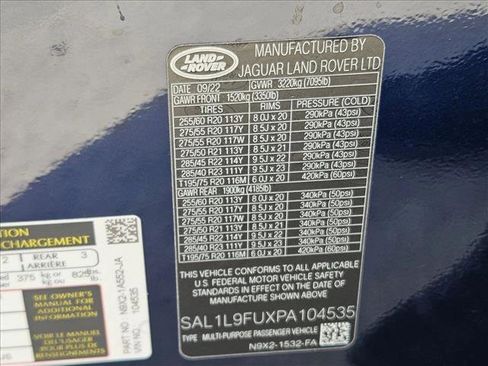 LAND
ROVER
MANUFACTURED BY
JAGUAR LAND ROVER LTD
DATE 09/22 GVWR 3220kg (7095lb)
GAWR FRONT 1520kg (3350lb)
TIRES RIMS PRESSURE (COLD)
255/60 R20 113Y 8.0J x 20 290kPa (43psi)
275/55 R20 117Y 8.5J x 20 290kPa (43psi)
275/55 R20 117W 8.5J x 20 290kPa (43psi)
275/50 R21 113Y 8.5J x 21 290kPa (43psi)
285/45 R22 114Y 9.5J x 22 290kPa (43psi)
285/40 R23 111Y 9.5J x 23 290kPa (43psi)
T195/75 R20 116M 6.0J x 20 420kPa (60psi)
GAWR REAR 1900kg (4185lb)
255/60 R20 113Y 8.0J x 20 340kPa (50psi)
275/55 R20 117Y 8.5J x 20 340kPa (50psi)
275/55 R20 117W 8.5J x 20 340kPa (50psi)
275/50 R21 113Y 8.5J x 21 340kPa (50psi)
285/45 R22 114Y 9.5J x 22 340kPa (50psi)
285/40 R23 111Y 9.5J x 23 340kPa (50psi)
T195/75 R20 116M 6.0J x 20 420kPa (60psi)
THIS VEHICLE CONFORMS TO ALL APPLICABLE
U.S. FEDERAL MOTOR VEHICLE SAFETY
STANDARDS IN EFFECT ON THE DATE OF
MANUFACTURE SHOWN ABOVE.
SAL1L9FUXPA104535
TYPE: MULTI-PURPOSE PASSENGER VEHICLE
N9X2-1532-FA
CHARGEMENT
2 REAR 3
ARRIÈRE
375 kg or lbs.
SEE OWNER'S
MANUAL FOR
ADDITIONAL
INFORMATION
N9X2-1A552-UA
104535